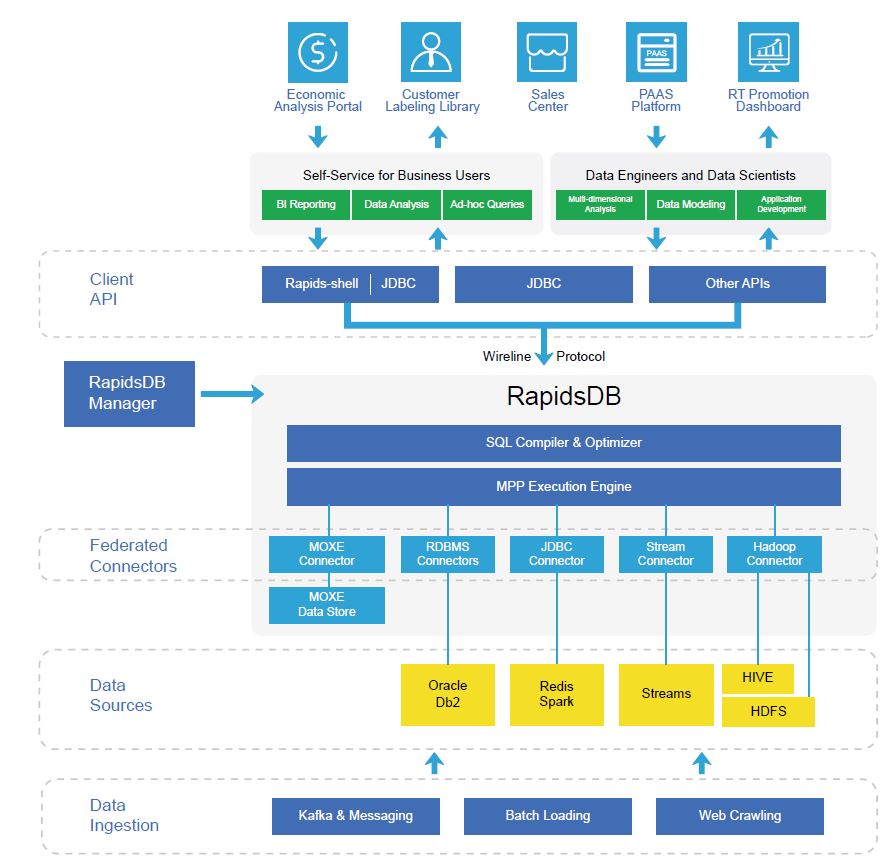 PAAS
Economic
Analysis Portal
Customer
Labeling Library
Sales
Center
PAAS
Platform
RT Promotion
Dashboard
Self-Service for Business Users
BI Reporting
Data Analysis
Ad-hoc Queries
Data Engineers and Data Scientists
Multi-dimensional
Analysis
Data Modeling
Application
Development
Client
API
Rapids-shell
JDBC
JDBC
Other APIs
Wireline
Protocol
RapidsDB
Manager
RapidsDB
SQL Compiler & Optimizer
MPP Execution Engine
Federated
Connectors
MOXE
Connector
RDBMS
Connectors
JDBC
Connector
Stream
Connector
Hadoop
Connector
MOXE
Data Store
Data
Sources
Oracle
Db2
Redis
Spark
Streams
HIVE
HDFS
Data
Ingestion
Kafka & Messaging
Batch Loading
Web Crawling